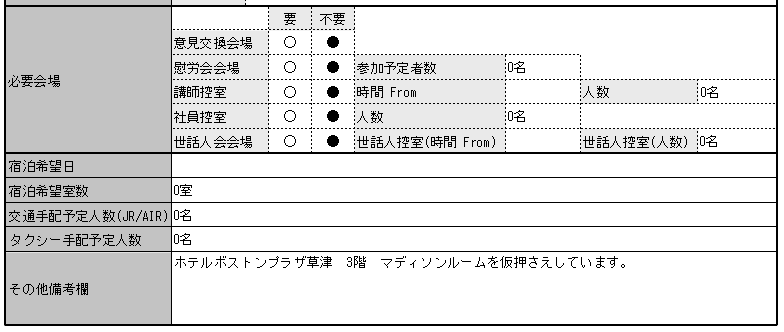 要 不要
意見交換会場 ○ ●
慰労会会場 ○ ● 参加予定者数 0名
必要会場
講師控室 ○ ● 時間 From 人数 0名
社員控室 ○ ● 人数 0名
世話人会会場 ○ ● 世話人控室(時間 From) 世話人控室(人数) 0名
宿泊希望日
宿泊希望室数 0室
交通手配予定人数(JR/AIR) 0名
タクシー手配予定人数 0名
ホテルボストンプラザ草津 3階 マディソンルームを仮押さえしています。
その他備考欄